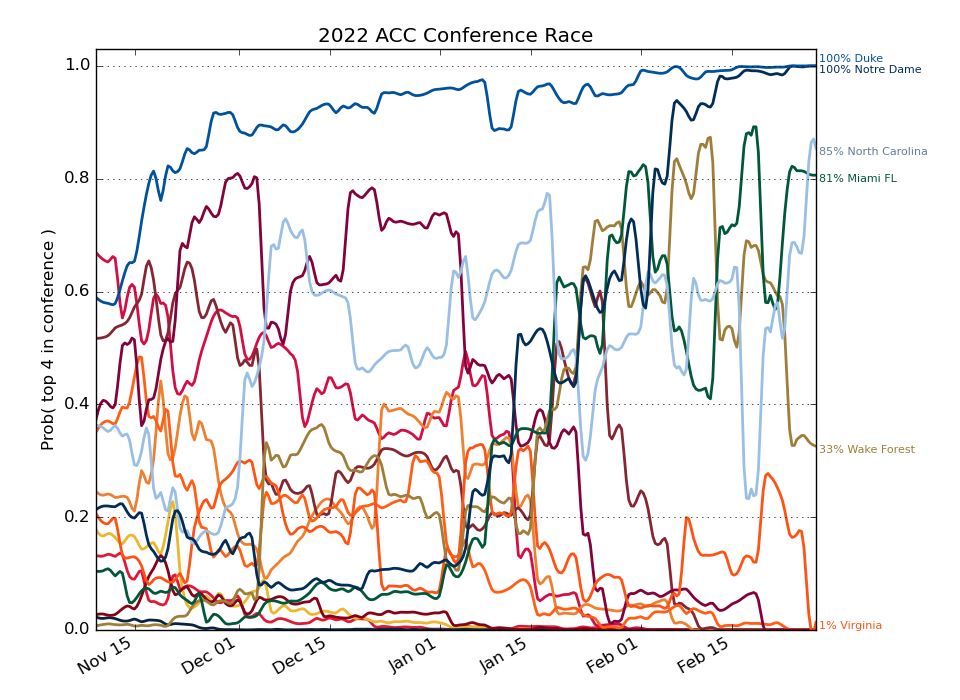 2022 ACC Conference Race
Prob( top 4 in conference )
1.0
0.8
0.6
0.4
0.2
0.0
Nov 15
Dec 01
Dec 15
Jan 01
Jan 15
Feb 01
Feb 15
100% Duke
100% Notre Dame
85% North Carolina
81% Miami FL
33% Wake Forest
1% Virginia